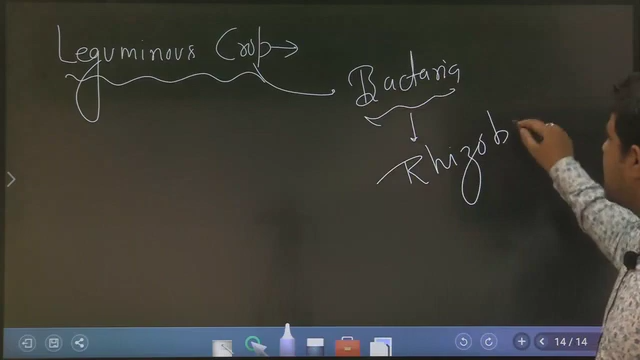 Leguminous Crop →
Bactaria
↓
Rhizob
14 / 14